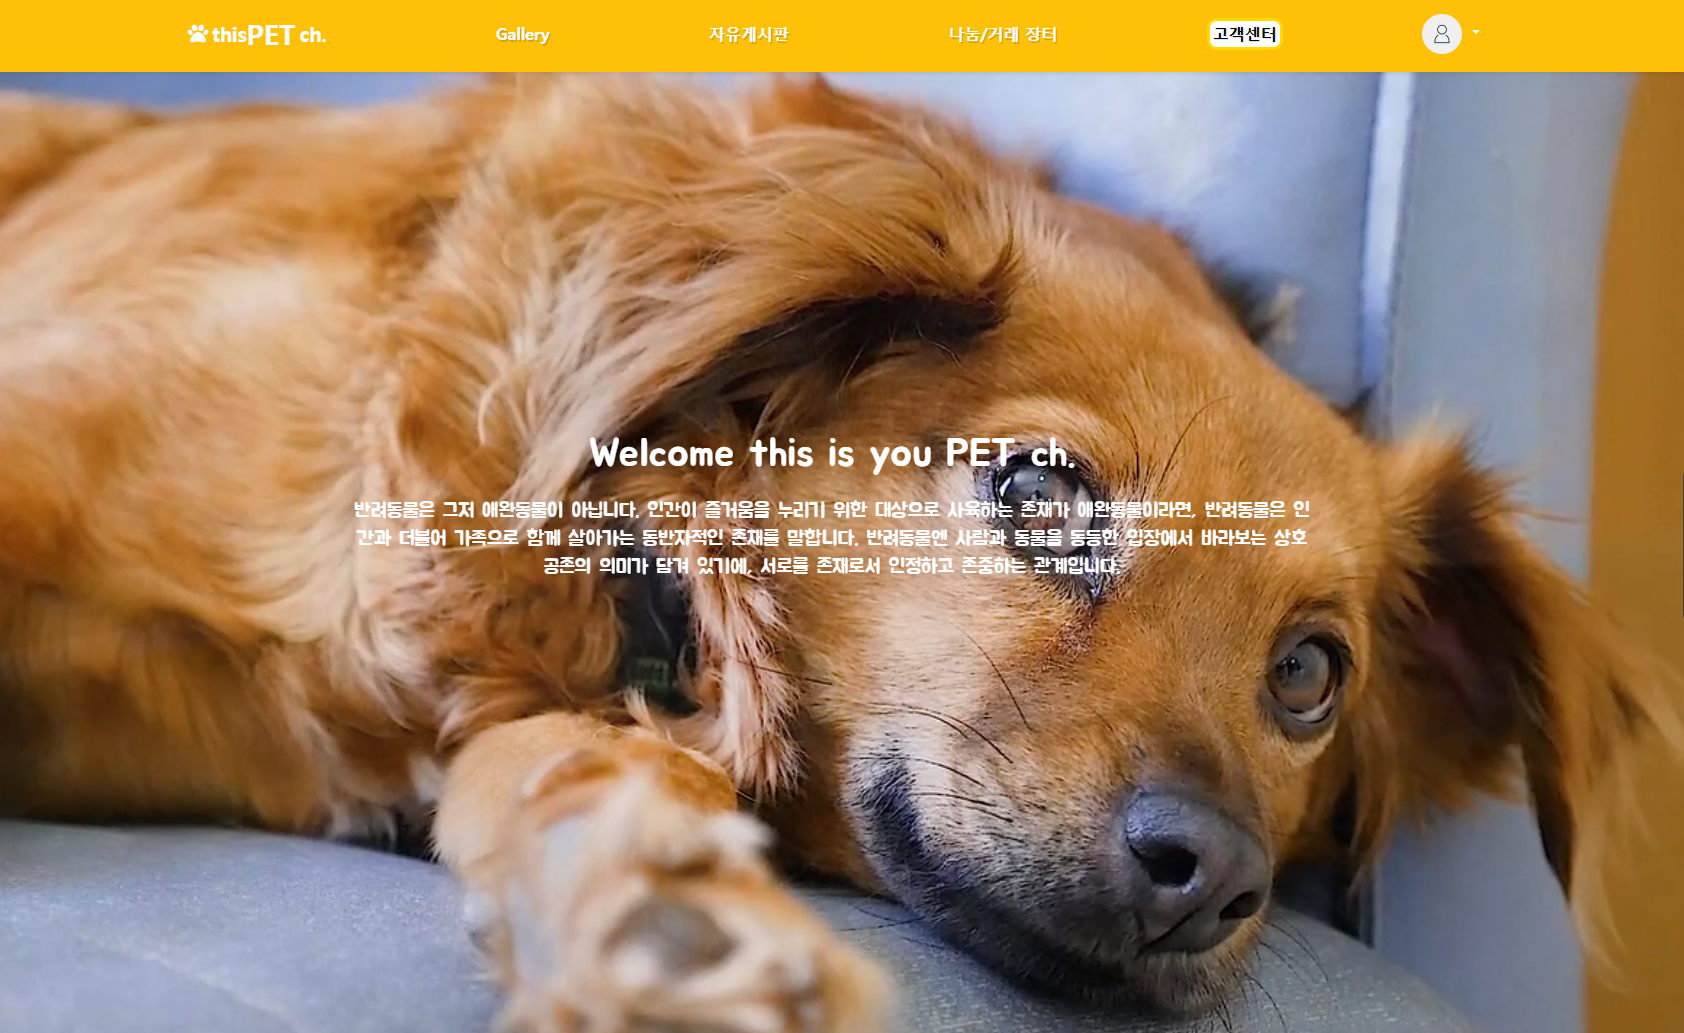 thisPET ch.
Gallery
자유게시판
나눔/거래 장터
고객센터
Welcome this is you PET ch.
반려동물은 그저 애완동물이 아닙니다. 인간이 즐거움을 누리기 위한 대상으로 사육하는 존재가 애완동물이라면, 반려동물은 인
간과 더불어 가족으로 함께 살아가는 동반자적인 존재를 말합니다. 반려동물엔 사람과 동물을 동등한 입장에서 바라보는 상호
공존의 의미가 담겨 있기에, 서로를 존재로서 인정하고 존중하는 관계입니다.